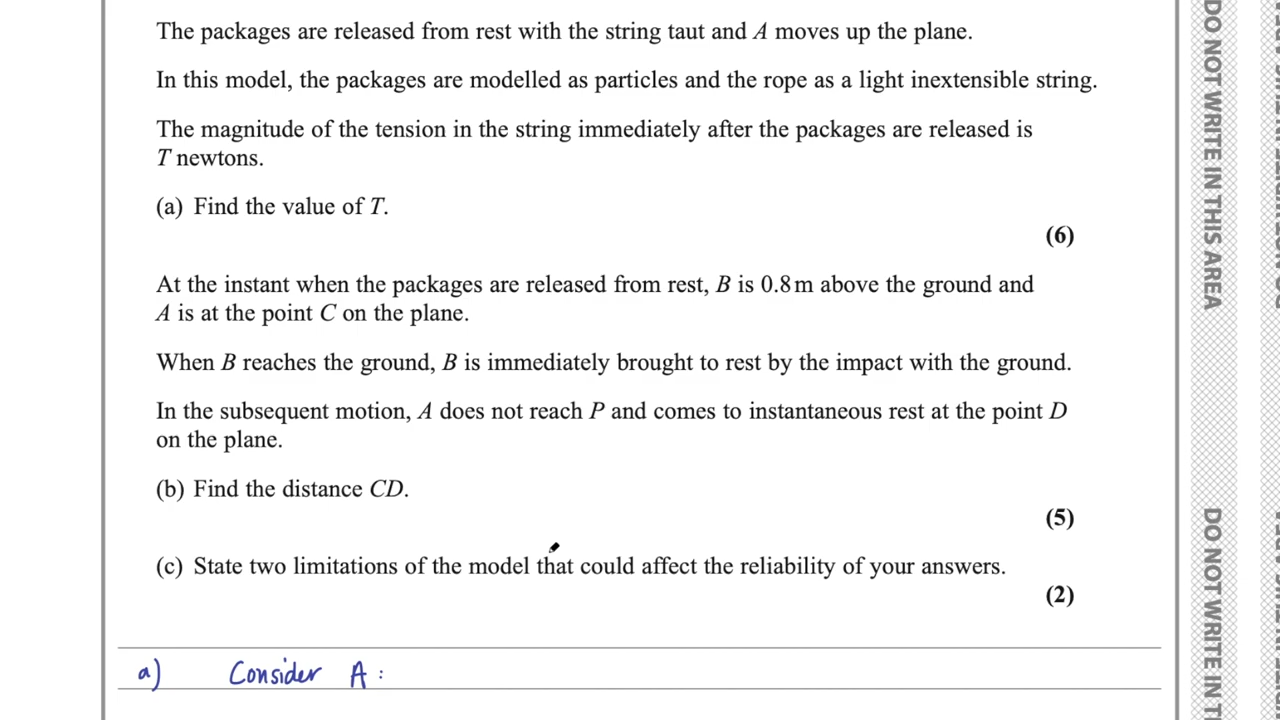 The packages are released from rest with the string taut and A moves up the plane.
In this model, the packages are modelled as particles and the rope as a light inextensible string.
The magnitude of the tension in the string immediately after the packages are released is
T newtons.
(a) Find the value of T.
(6)
At the instant when the packages are released from rest, B is 0.8 m above the ground and
A is at the point C on the plane.
When B reaches the ground, B is immediately brought to rest by the impact with the ground.
In the subsequent motion, A does not reach P and comes to instantaneous rest at the point D
on the plane.
(b) Find the distance CD.
(5)
(c) State two limitations of the model that could affect the reliability of your answers.
(2)
a) Consider A :
DO NOT WRITE IN THIS AREA
DO NOT WRITE IN T